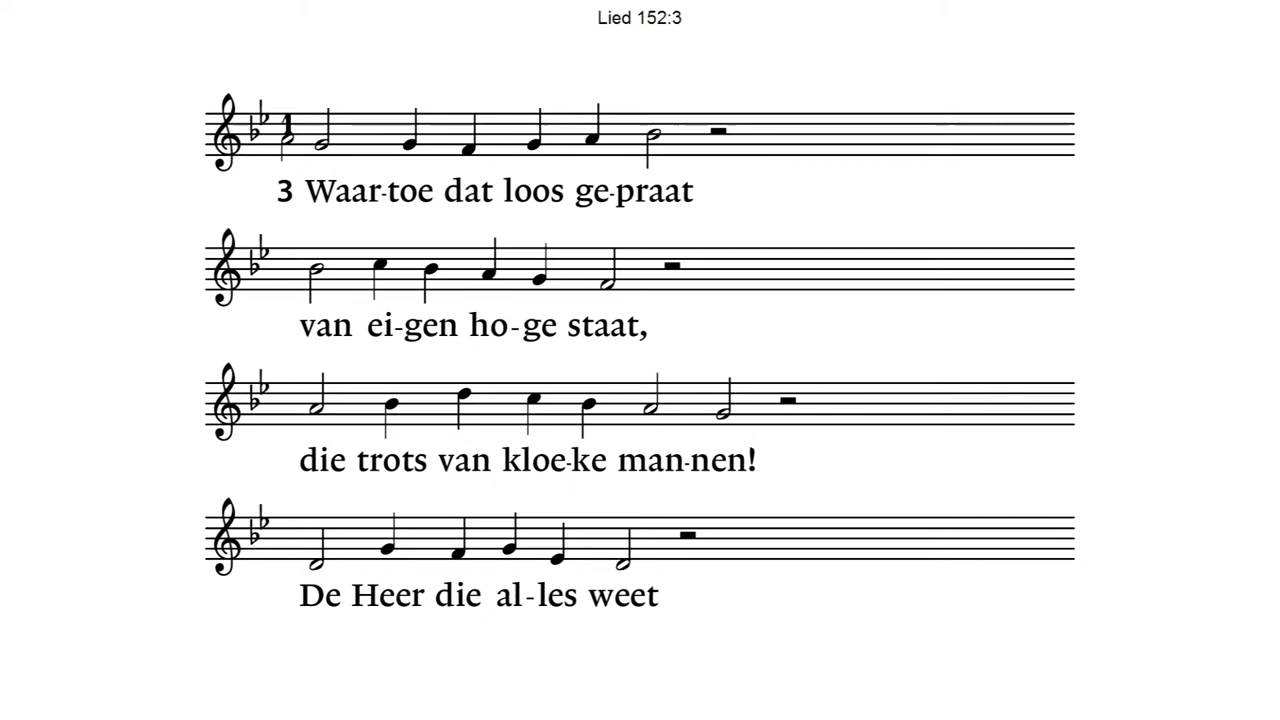 Lied 152:3
1
3 Waar-toe dat loos ge-praat
van ei-gen ho-ge staat,
die trots van kloe-ke man-nen!
De Heer die al-les weet